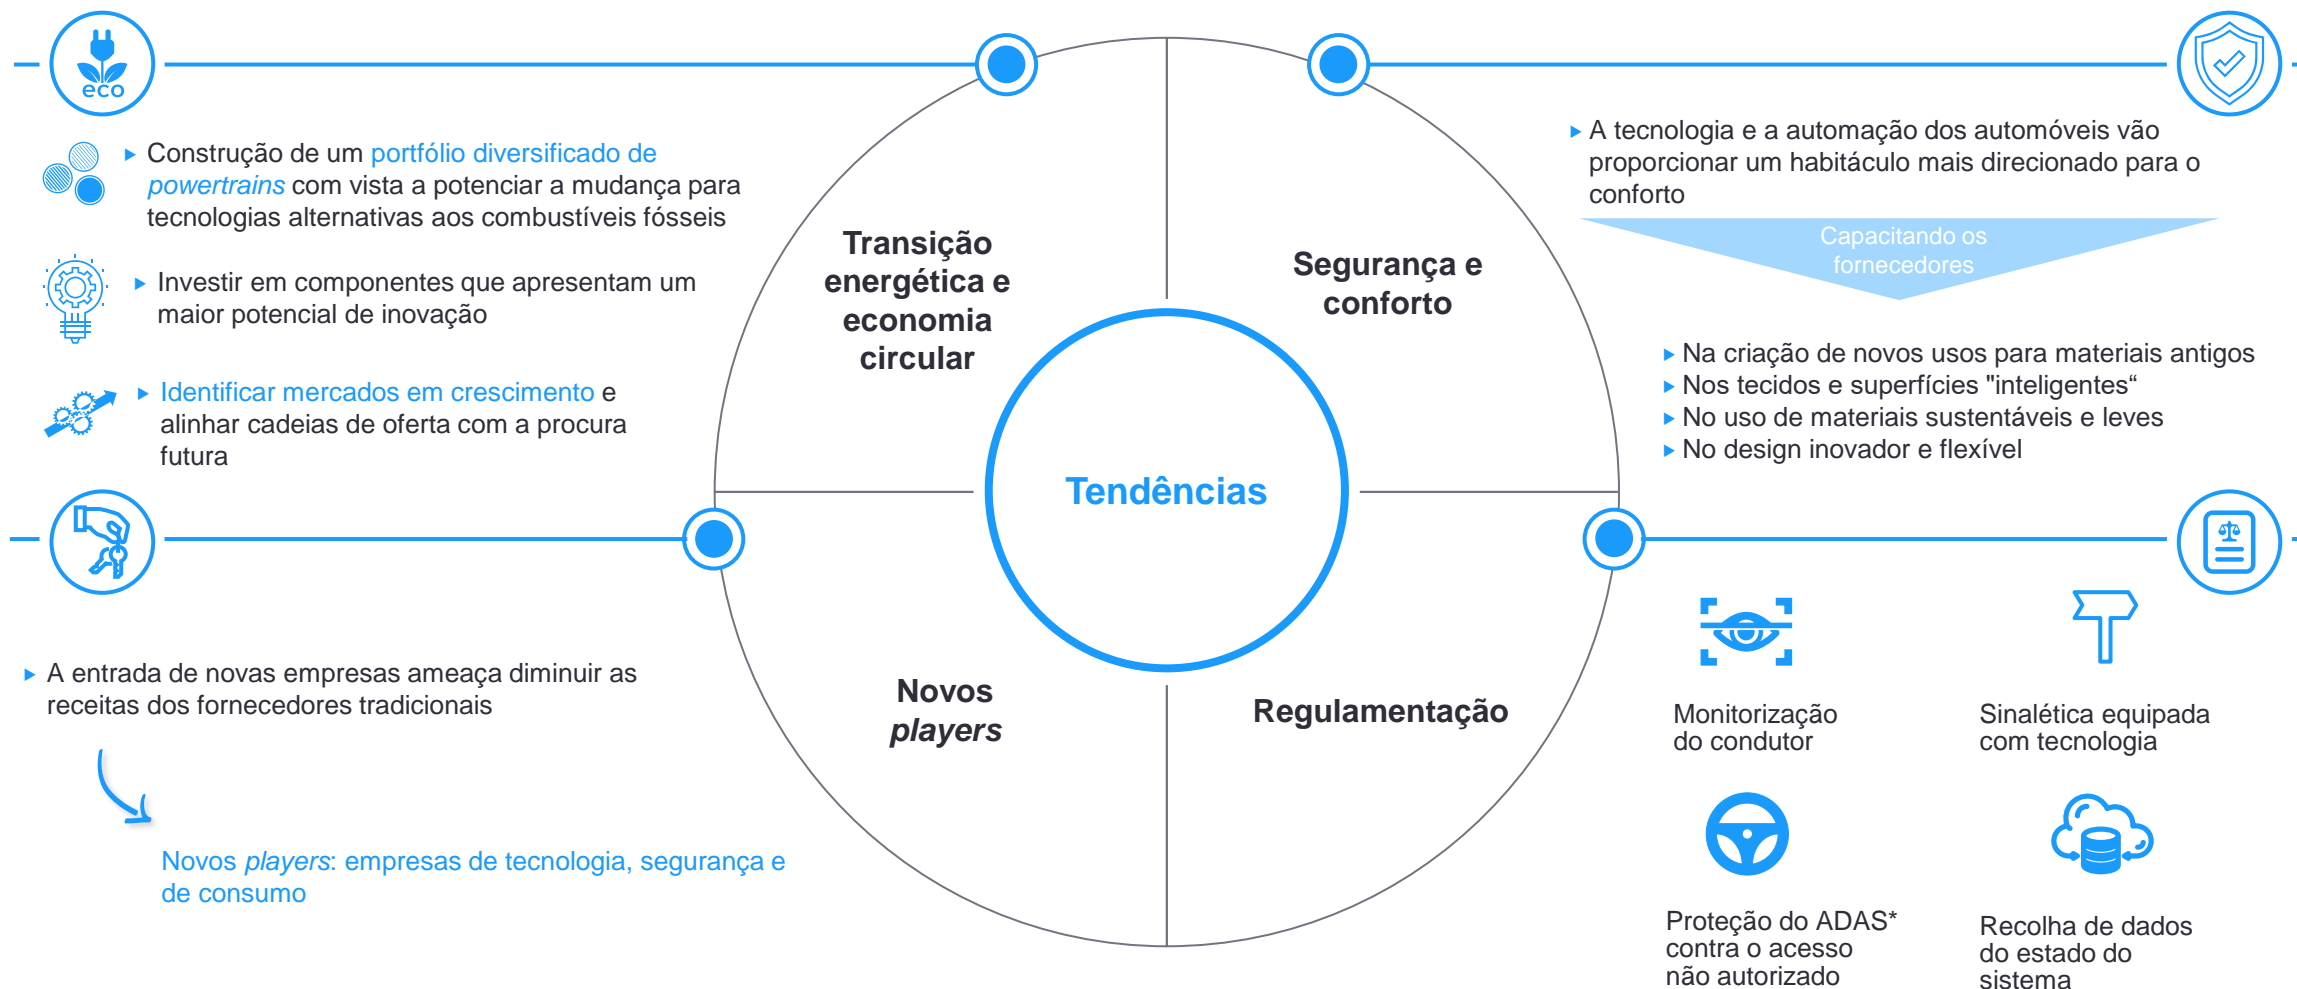 eco
Construção de um portfólio diversificado de
powertrains com vista a potenciar a mudança para
tecnologias alternativas aos combustíveis fósseis
Investir em componentes que apresentam um
maior potencial de inovação
Identificar mercados em crescimento e
alinhar cadeias de oferta com a procura
futura
Transição
energética e
economia
circular
Segurança e
conforto
A tecnologia e a automação dos automóveis vão
proporcionar um habitáculo mais direcionado para o
conforto
Capacitando os
fornecedores
Na criação de novos usos para materiais antigos
Nos tecidos e superfícies "inteligentes“
No uso de materiais sustentáveis e leves
No design inovador e flexível
Tendências
A entrada de novas empresas ameaça diminuir as
receitas dos fornecedores tradicionais
Novos players: empresas de tecnologia, segurança e
de consumo
Novos
players
Regulamentação
Monitorização
do condutor
Sinalética equipada
com tecnologia
Proteção do ADAS*
contra o acesso
não autorizado
Recolha de dados
do estado do
sistema